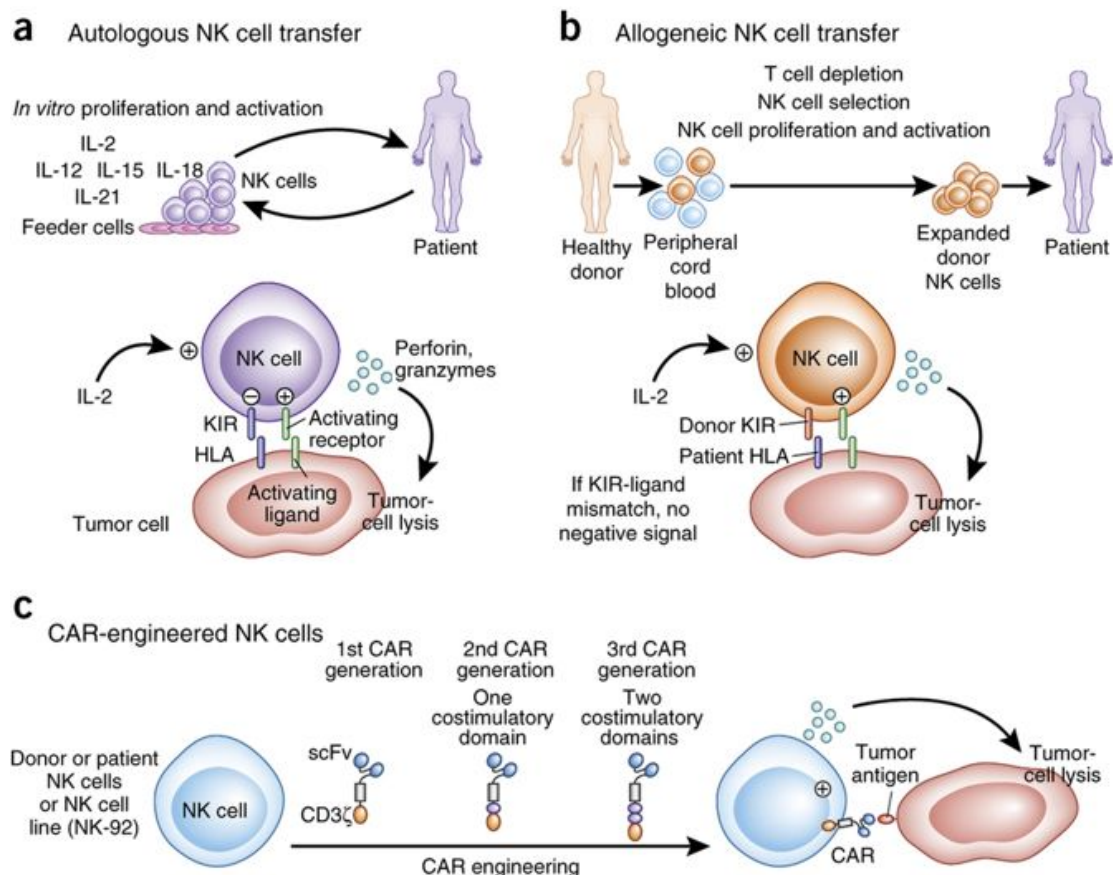 a Autologous NK cell transfer
In vitro proliferation and activation
IL-2
IL-12 IL-15 IL-18
IL-21
NK cells
Feeder cells
Patient
NK cell
IL-2
Perforin,
granzymes
KIR
Activating
receptor
HLA
Activating
ligand
Tumor cell
Tumor-
cell lysis
b Allogeneic NK cell transfer
T cell depletion
NK cell selection
NK cell proliferation and activation
Healthy
donor
Peripheral
cord
blood
Expanded
donor
NK cells
Patient
NK cell
IL-2
Donor KIR
Patient HLA
If KIR-ligand
mismatch, no
negative signal
Tumor-
cell lysis
c CAR-engineered NK cells
1st CAR
generation
2nd CAR
generation
3rd CAR
generation
One
costimulatory
domain
Two
costimulatory
domains
Donor or patient
NK cells
or NK cell
line (NK-92)
NK cell
scFv
CD3ζ
CAR engineering
Tumor
antigen
CAR
Tumor-
cell lysis